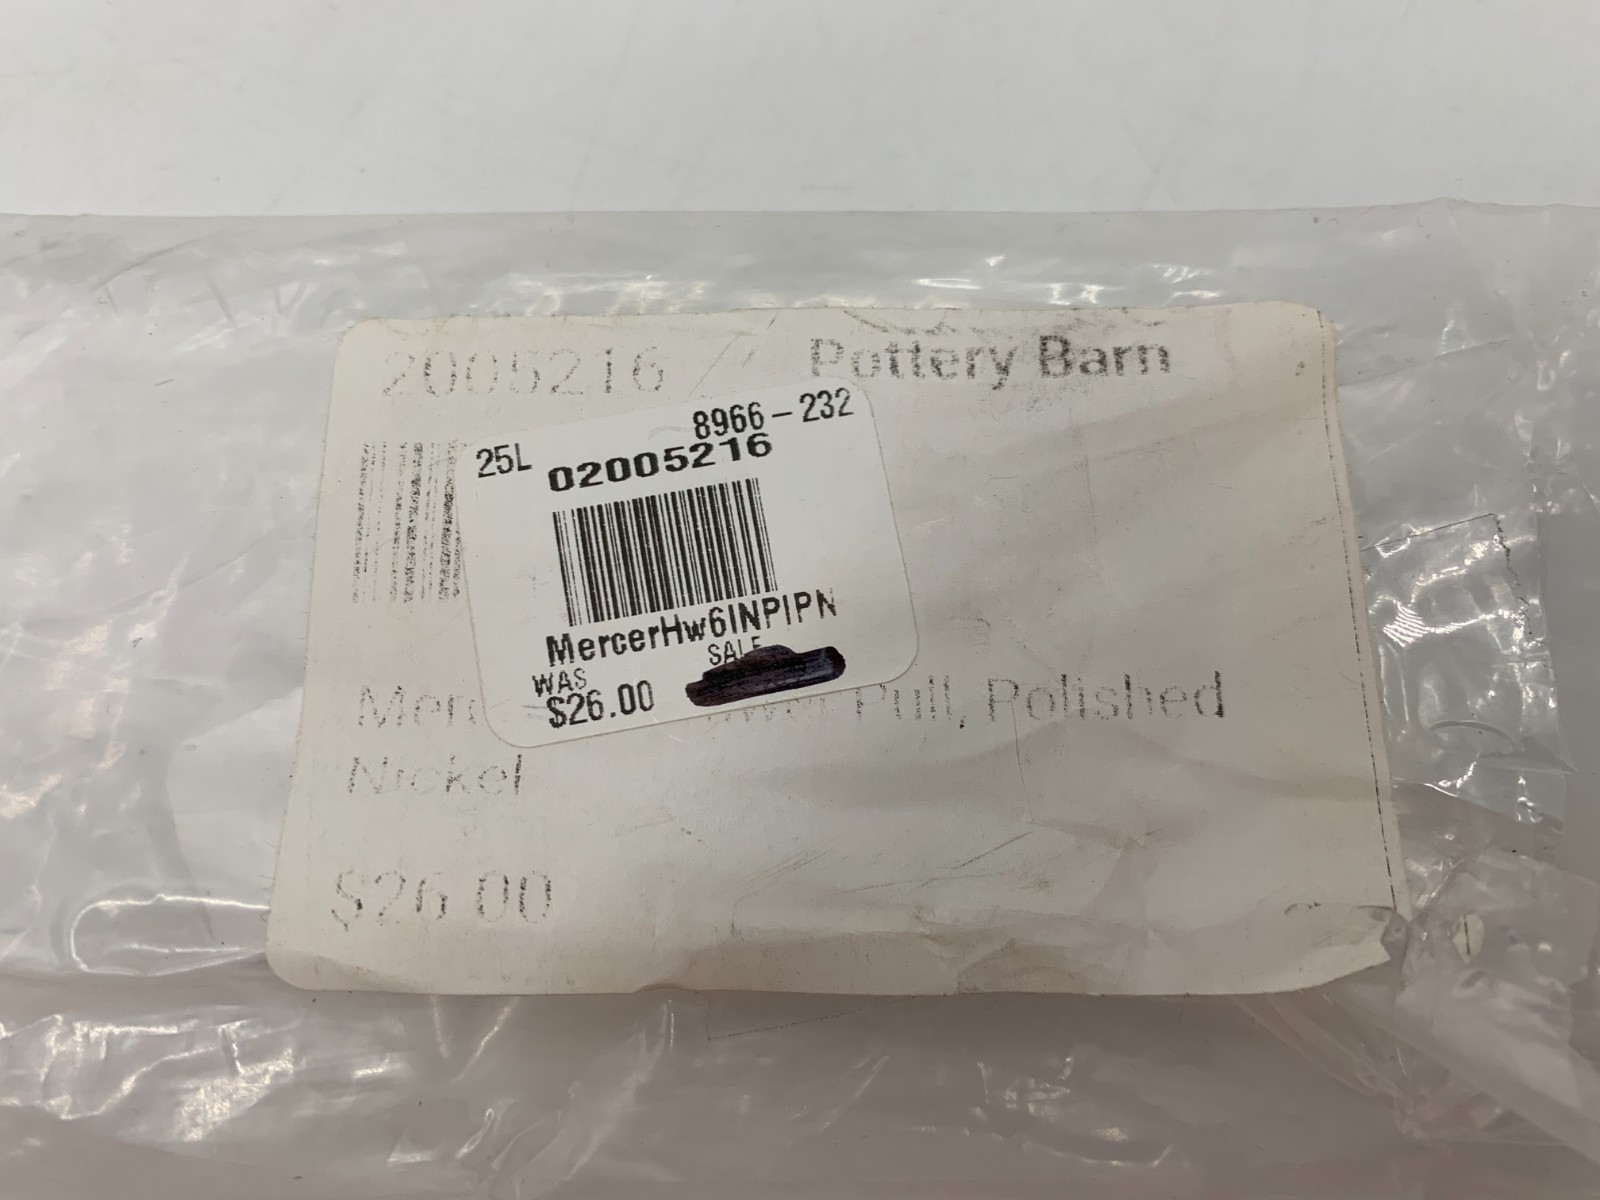 2005216
Pottery Barn
8966-232
25L
02005216
MercerHw6INPIPN
WAS
SALE
$26.00
Pull, Polished
Nickel
$26.00